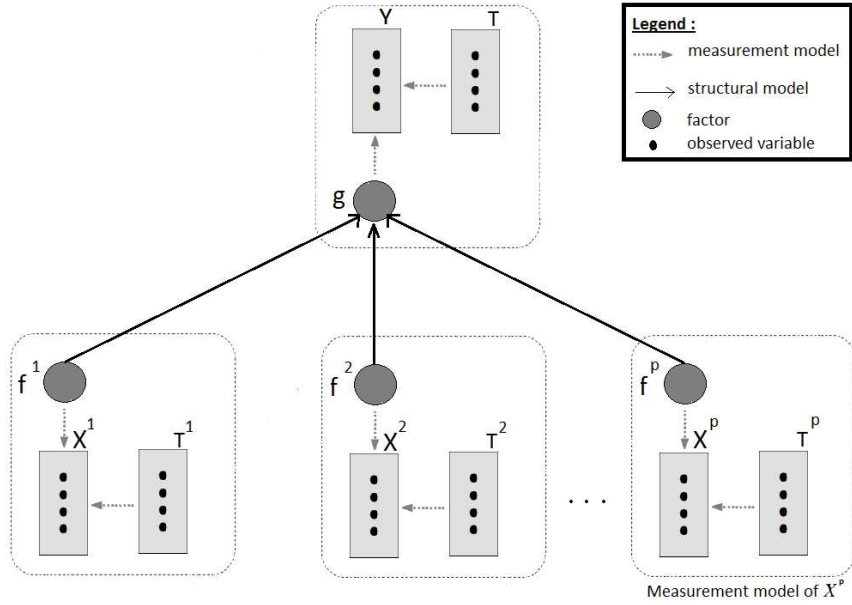 Y T
Legend :
measurement model
structural model
factor
observed variable
g
f¹
X¹ T¹
f²
X² T²
. . .
fᵖ
Xᵖ Tᵖ
Measurement model of Xᵖ